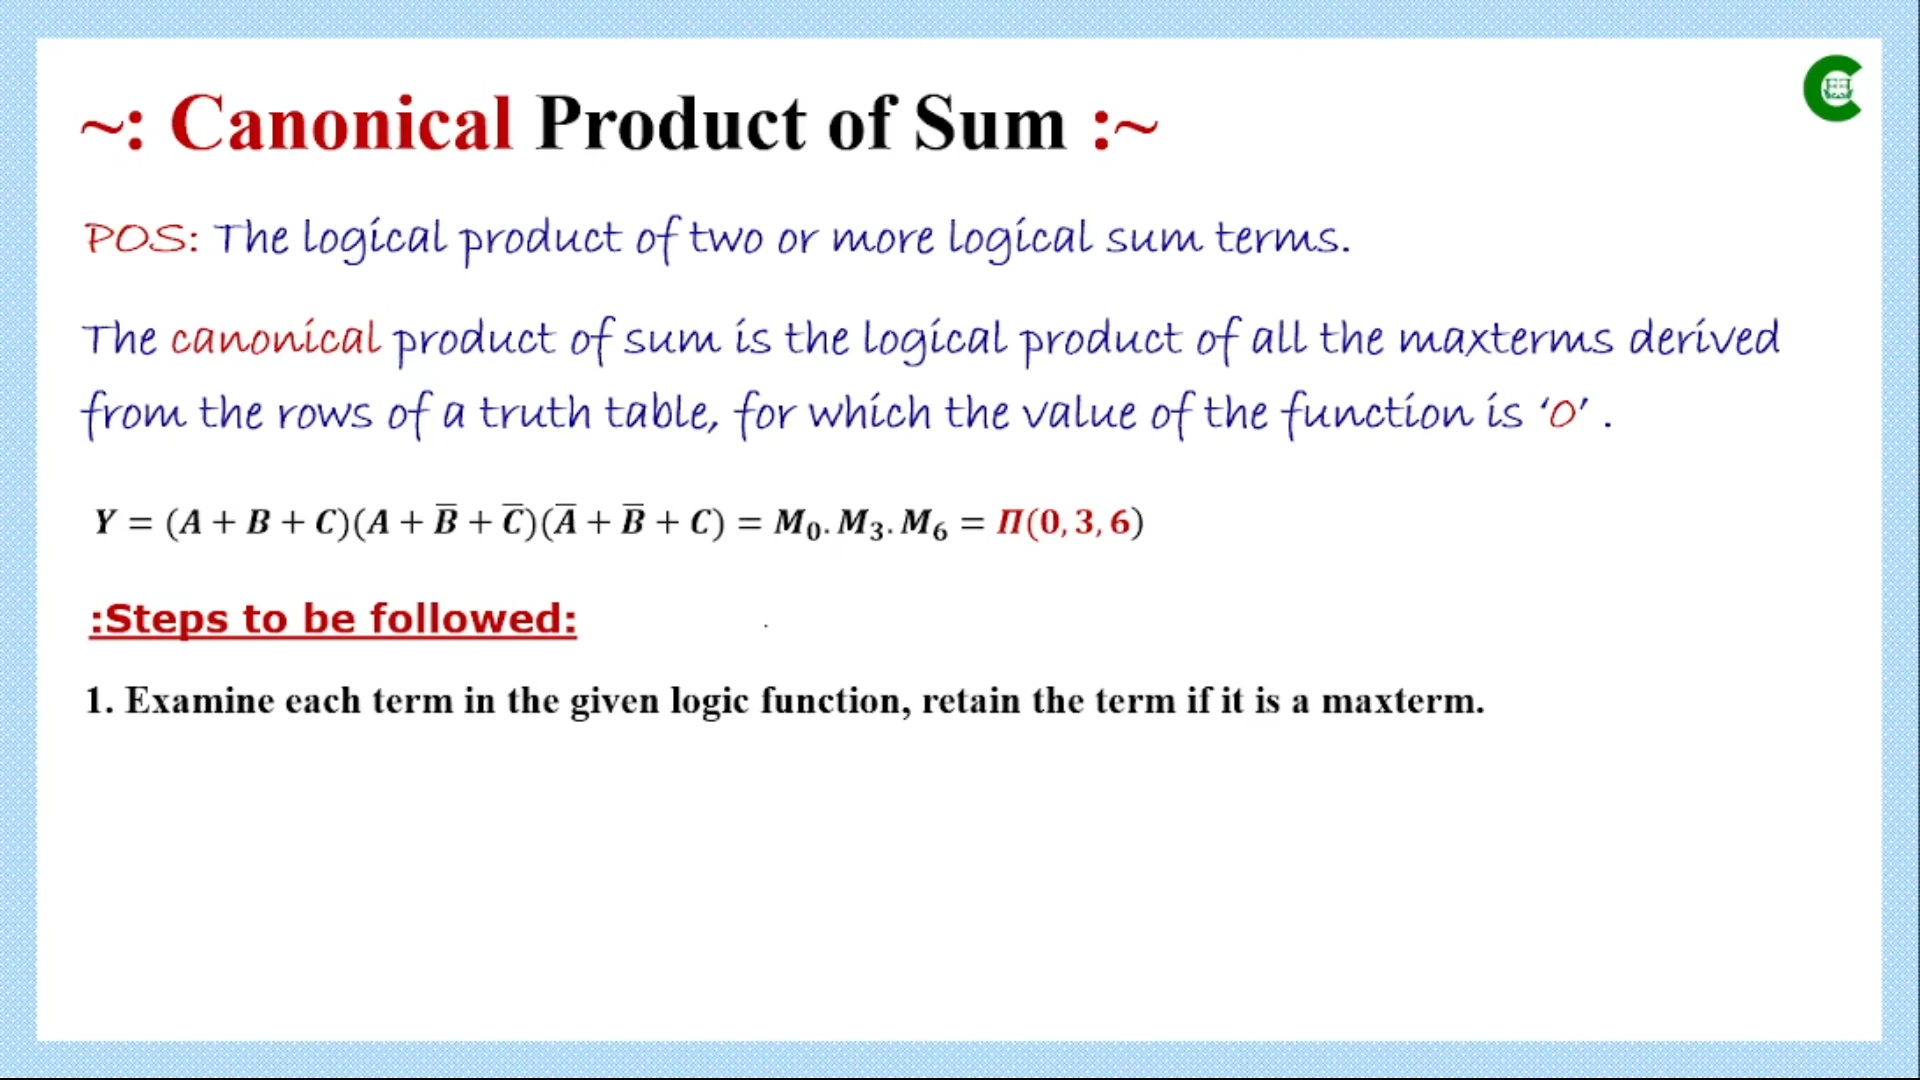 ~: Canonical Product of Sum :~
POS: The logical product of two or more logical sum terms.
The canonical product of sum is the logical product of all the maxterms derived
from the rows of a truth table, for which the value of the function is ‘0’ .
Y = (A + B + C)(A + B̅ + C̅)(A̅ + B̅ + C) = M₀. M₃. M₆ = Π(0, 3, 6)
:Steps to be followed:
1. Examine each term in the given logic function, retain the term if it is a maxterm.